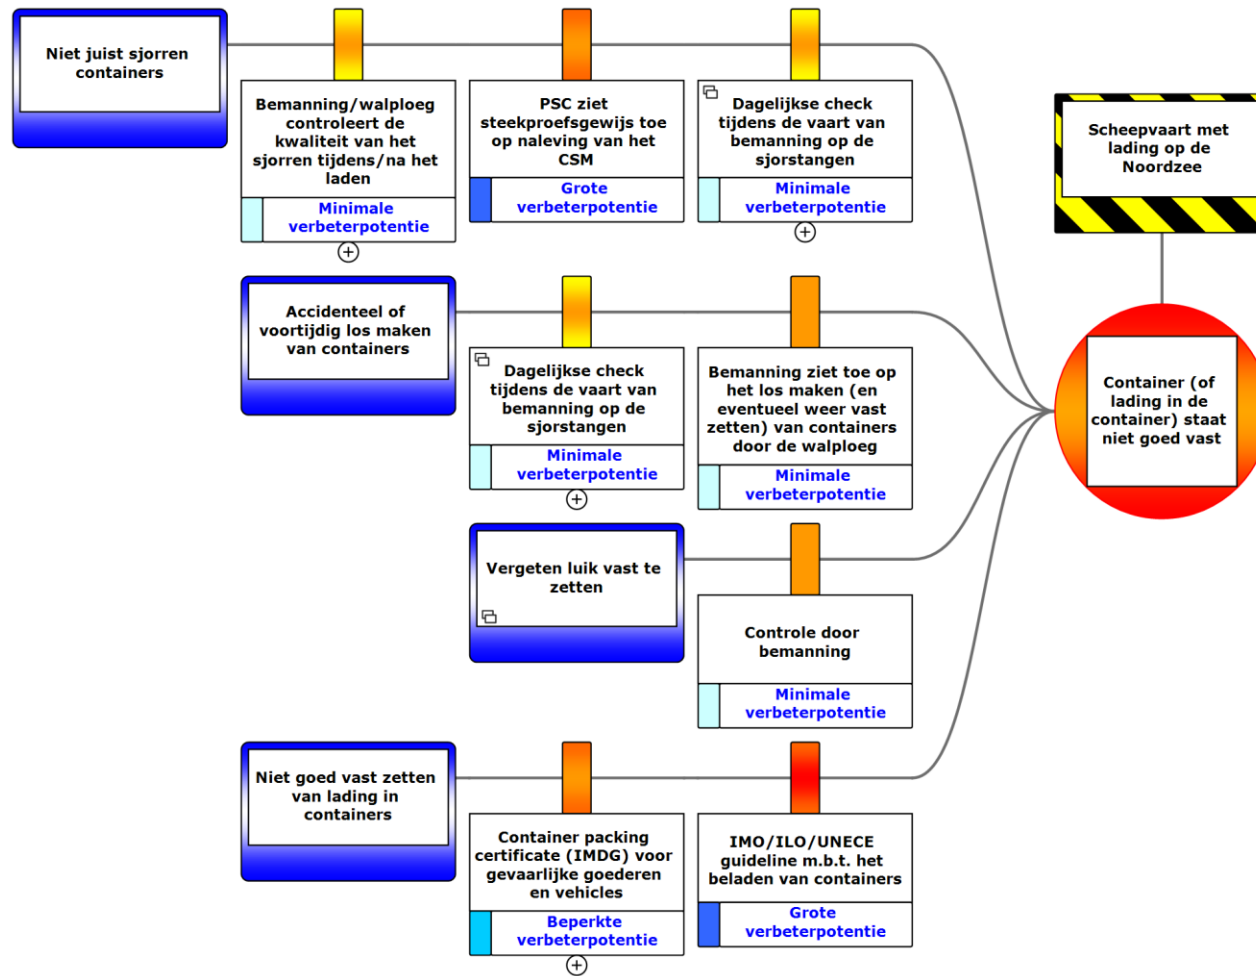 Niet juist sjorren
containers
Bemanning/walploeg
controleert de
kwaliteit van het
sjorren tijdens/na het
laden
Minimale
verbeterpotentie
PSC ziet
steekproefsgewijs toe
op naleving van het
CSM
Grote
verbeterpotentie
Dagelijkse check
tijdens de vaart van
bemanning op de
sjorstangen
Minimale
verbeterpotentie
Scheepvaart met
lading op de
Noordzee
Accidenteel of
voortijdig los maken
van containers
Dagelijkse check
tijdens de vaart van
bemanning op de
sjorstangen
Minimale
verbeterpotentie
Bemanning ziet toe op
het los maken (en
eventueel weer vast
zetten) van containers
door de walploeg
Minimale
verbeterpotentie
Container (of
lading in de
container) staat
niet goed vast
Vergeten luik vast te
zetten
Controle door
bemanning
Minimale
verbeterpotentie
Niet goed vast zetten
van lading in
containers
Container packing
certificate (IMDG) voor
gevaarlijke goederen
en vehicles
Beperkte
verbeterpotentie
IMO/ILO/UNECE
guideline m.b.t. het
beladen van containers
Grote
verbeterpotentie